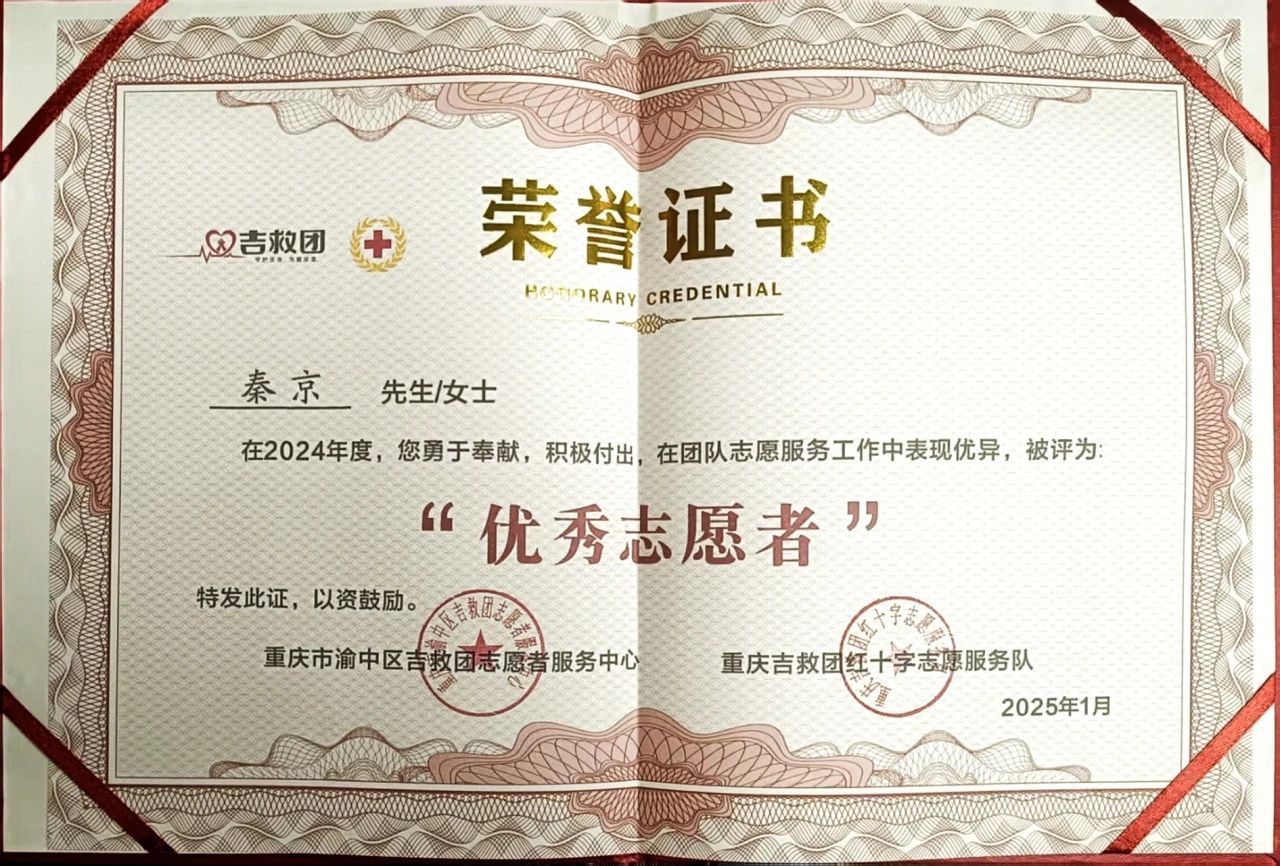 吉救团
荣誉证书
HONORARY CREDENTIAL
秦京 先生/女士
在2024年度，您勇于奉献，积极付出，在团队志愿服务工作中表现优异，被评为:
“优秀志愿者”
特发此证，以资鼓励。
重庆市渝中区吉救团志愿者服务中心 重庆吉救团红十字志愿服务队
2025年1月